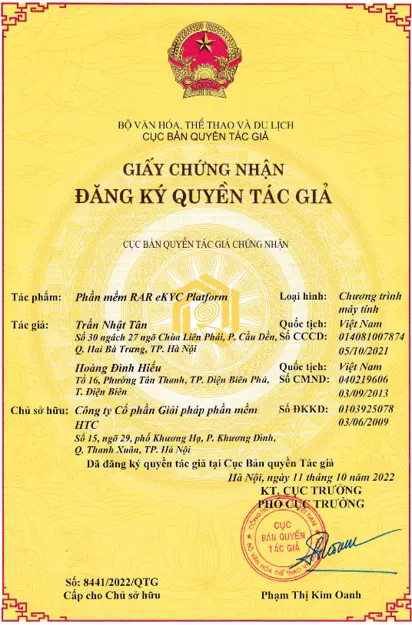 BỘ VĂN HÓA, THỂ THAO VÀ DU LỊCH
CỤC BẢN QUYỀN TÁC GIẢ
GIẤY CHỨNG NHẬN
ĐĂNG KÝ QUYỀN TÁC GIẢ
CỤC BẢN QUYỀN TÁC GIẢ CHỨNG NHẬN
Tác phẩm: Phần mềm RAR eKYC Platform Loại hình: Chương trình
máy tính
Tác giả: Trần Nhật Tân Quốc tịch: Việt Nam
Số 30 ngách 27 ngõ Chùa Liên Phái, P. Cầu Dền, Số CCCD: 014081007874
Q. Hai Bà Trưng, TP. Hà Nội 05/10/2021
Hoàng Đình Hiếu Quốc tịch: Việt Nam
Tổ 16, Phường Tân Thanh, TP. Điện Biên Phủ, Số CMND: 040219606
T. Điện Biên 03/09/2013
Chủ sở hữu: Công ty Cổ phần Giải pháp phần mềm Số ĐKKD: 0103925078
HTC 03/06/2009
Số 15, ngõ 29, phố Khương Hạ, P. Khương Đình,
Q. Thanh Xuân, TP. Hà Nội
Đã đăng ký quyền tác giả tại Cục Bản quyền Tác giả
Hà Nội, ngày 11 tháng 10 năm 2022
KT. CỤC TRƯỞNG
PHÓ CỤC TRƯỞNG
CỤC
BẢN QUYỀN
TÁC GIẢ
Số: 8441/2022/QTG
Cấp cho Chủ sở hữu Phạm Thị Kim Oanh